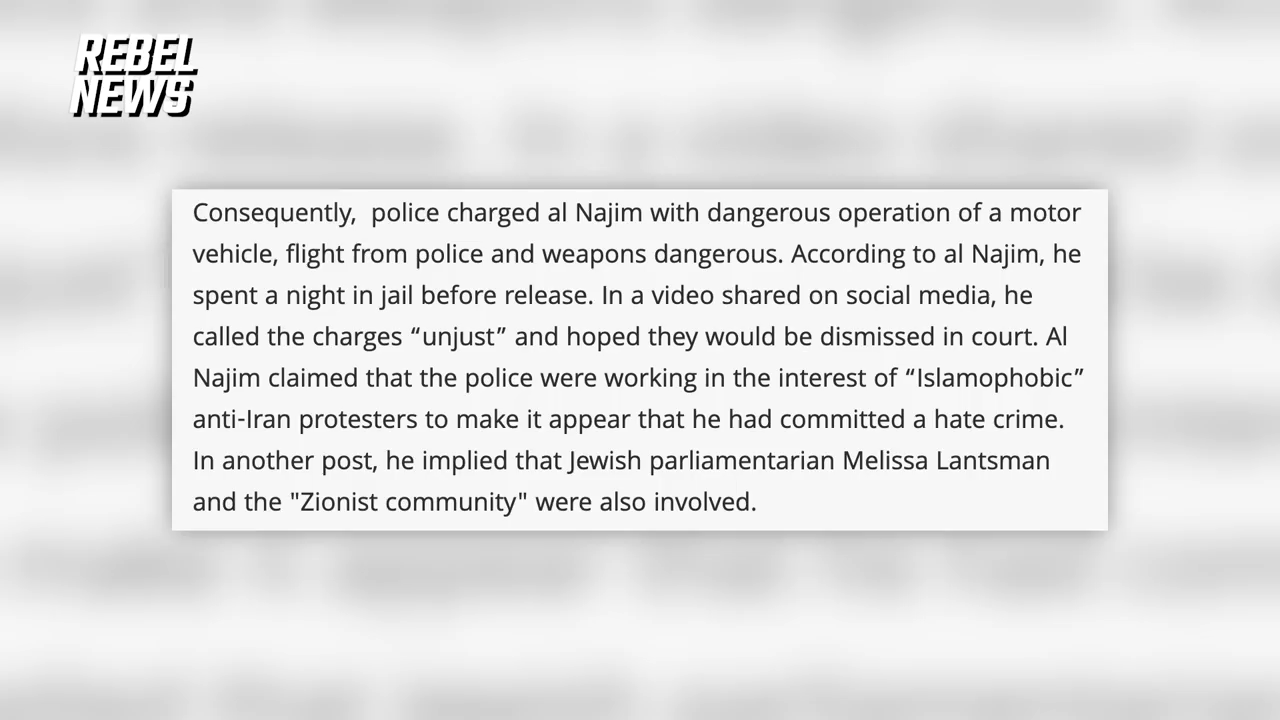 REBEL
NEWS
Consequently,  police charged al Najim with dangerous operation of a motor
vehicle, flight from police and weapons dangerous. According to al Najim, he
spent a night in jail before release. In a video shared on social media, he
called the charges “unjust” and hoped they would be dismissed in court. Al
Najim claimed that the police were working in the interest of “Islamophobic”
anti-Iran protesters to make it appear that he had committed a hate crime.
In another post, he implied that Jewish parliamentarian Melissa Lantsman
and the "Zionist community" were also involved.